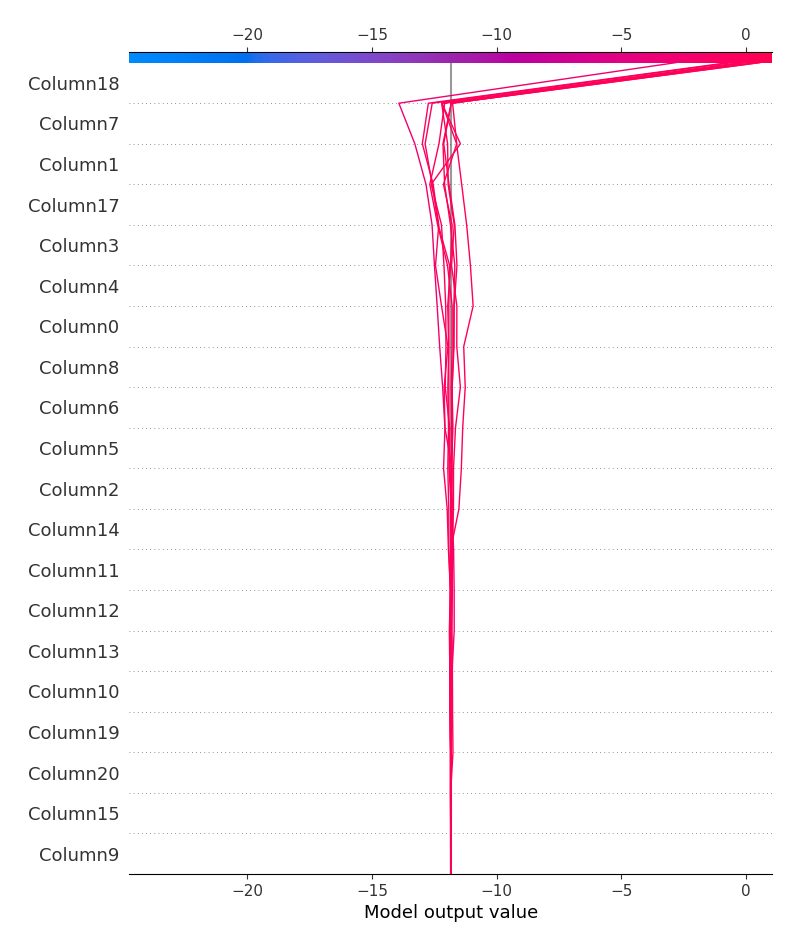 −20 −15 −10 −5 0
Column18
Column7
Column1
Column17
Column3
Column4
Column0
Column8
Column6
Column5
Column2
Column14
Column11
Column12
Column13
Column10
Column19
Column20
Column15
Column9
−20 −15 −10 −5 0
Model output value